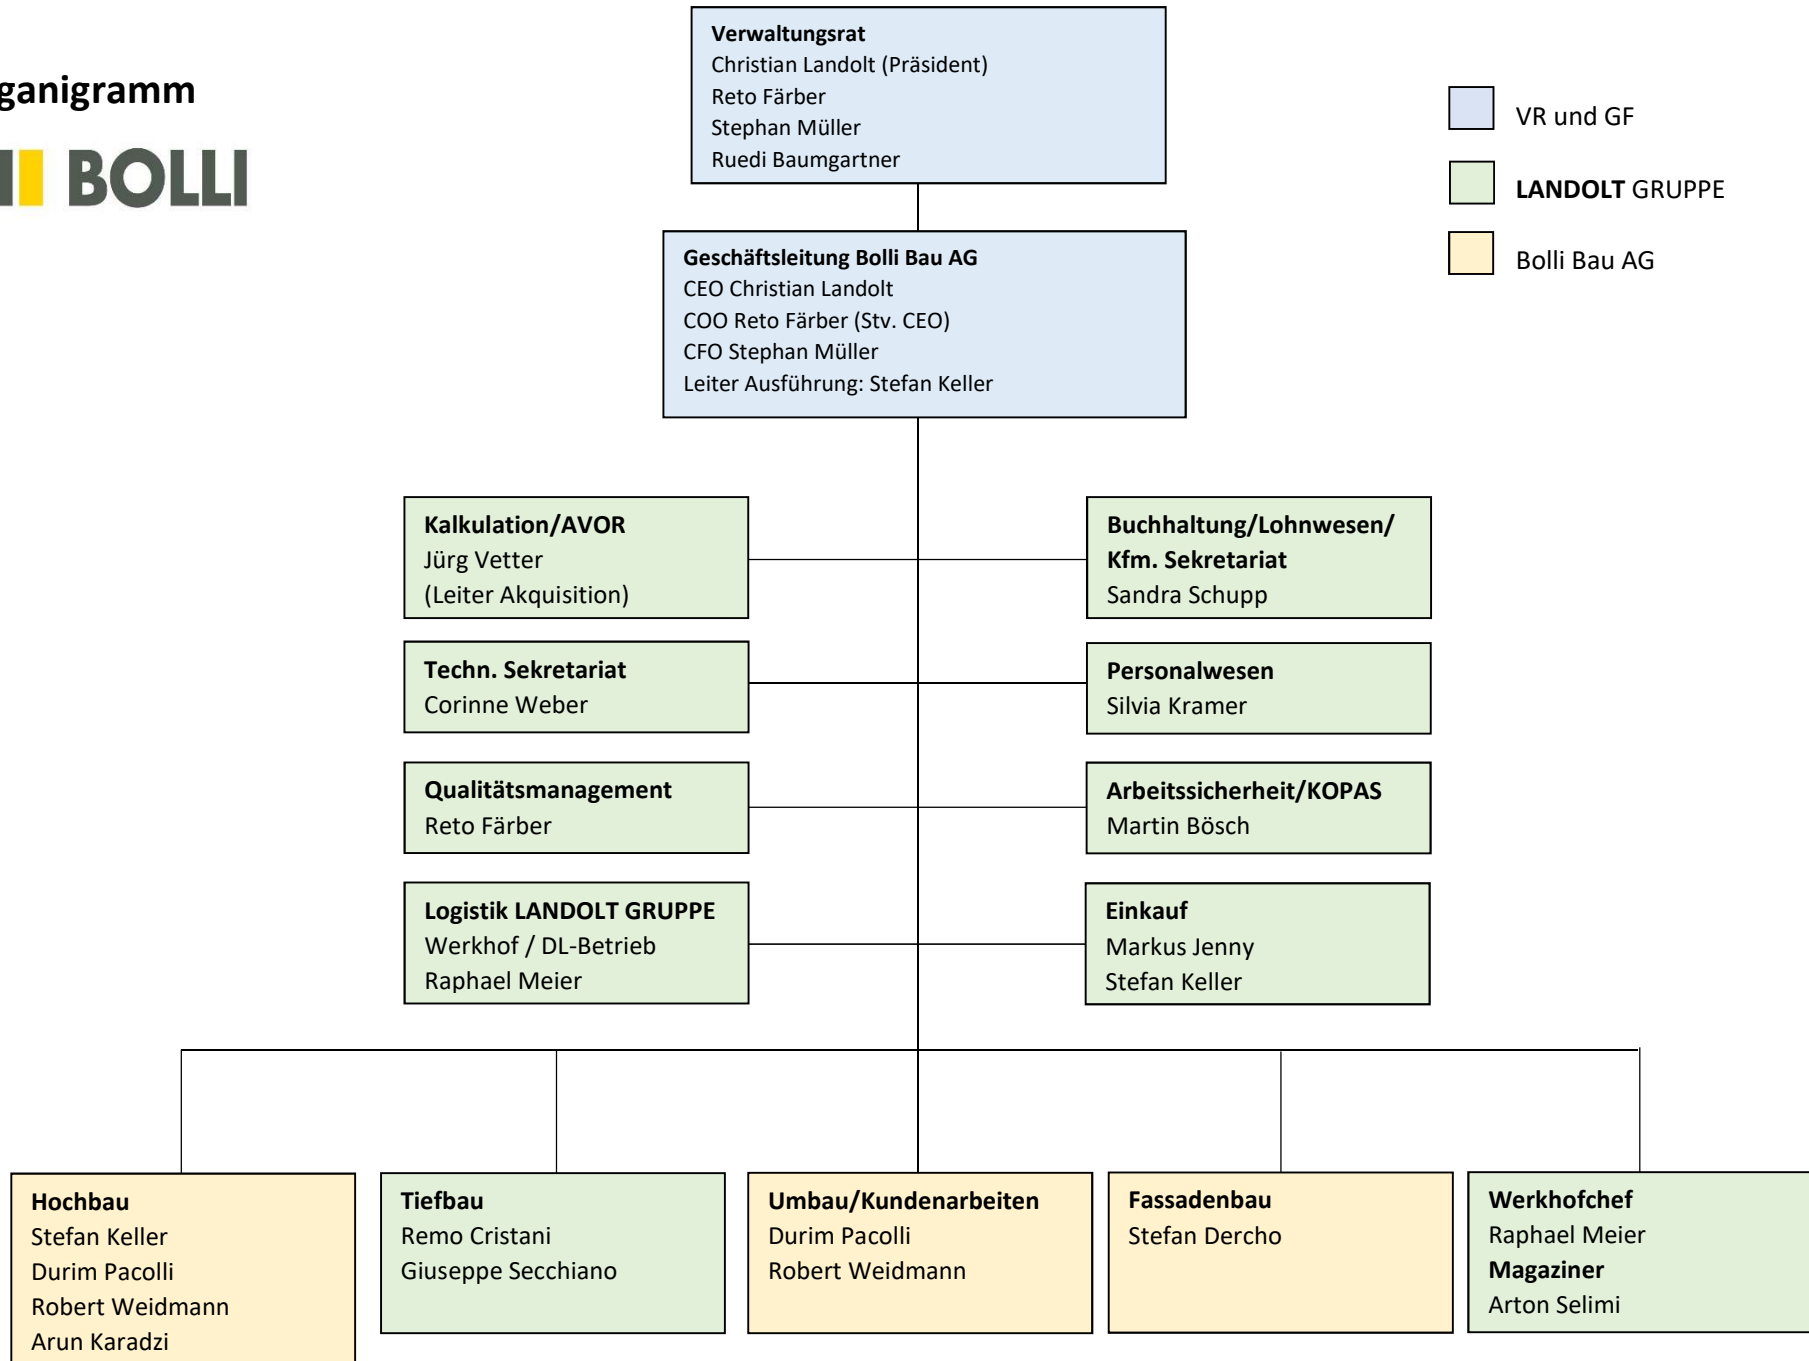 Verwaltungsrat
Christian Landolt (Präsident)
Reto Färber
Stephan Müller
Ruedi Baumgartner
ganigramm
BOLLI
VR und GF
LANDOLT GRUPPE
Bolli Bau AG
Geschäftsleitung Bolli Bau AG
CEO Christian Landolt
COO Reto Färber (Stv. CEO)
CFO Stephan Müller
Leiter Ausführung: Stefan Keller
Kalkulation/AVOR
Jürg Vetter
(Leiter Akquisition)
Buchhaltung/Lohnwesen/
Kfm. Sekretariat
Sandra Schupp
Techn. Sekretariat
Corinne Weber
Personalwesen
Silvia Kramer
Qualitätsmanagement
Reto Färber
Arbeitssicherheit/KOPAS
Martin Bösch
Logistik LANDOLT GRUPPE
Werkhof / DL-Betrieb
Raphael Meier
Einkauf
Markus Jenny
Stefan Keller
Hochbau
Stefan Keller
Durim Pacolli
Robert Weidmann
Arun Karadzi
Tiefbau
Remo Cristani
Giuseppe Secchiano
Umbau/Kundenarbeiten
Durim Pacolli
Robert Weidmann
Fassadenbau
Stefan Dercho
Werkhofchef
Raphael Meier
Magaziner
Arton Selimi